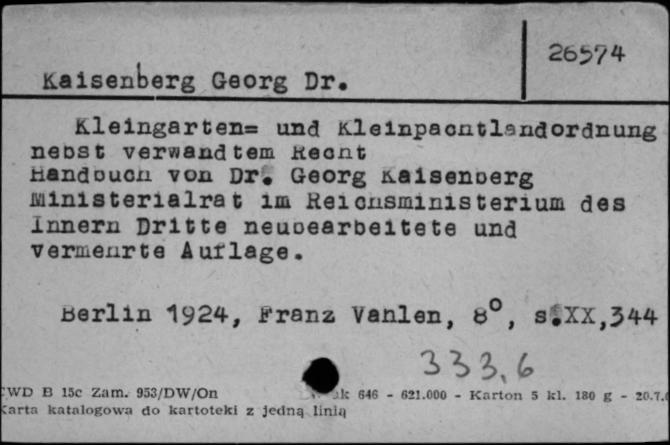 26574
Kaisenberg Georg Dr.
Kleingarten= und Kleinpachtlandordnung
nebst verwandtem Recht
Handbuch von Dr. Georg Kaisenberg
Ministerialrat im Reichsministerium des
Innern Dritte neubearbeitete und
vermehrte Auflage.
Berlin 1924, Franz Vahlen, 8°, s.XX,344
333.6
WD B 15c Zam. 953/DW/On 646 - 621.000 - Karton 5 kl. 180 g - 20.7.
Karta katalogowa do kartoteki z jedną linią